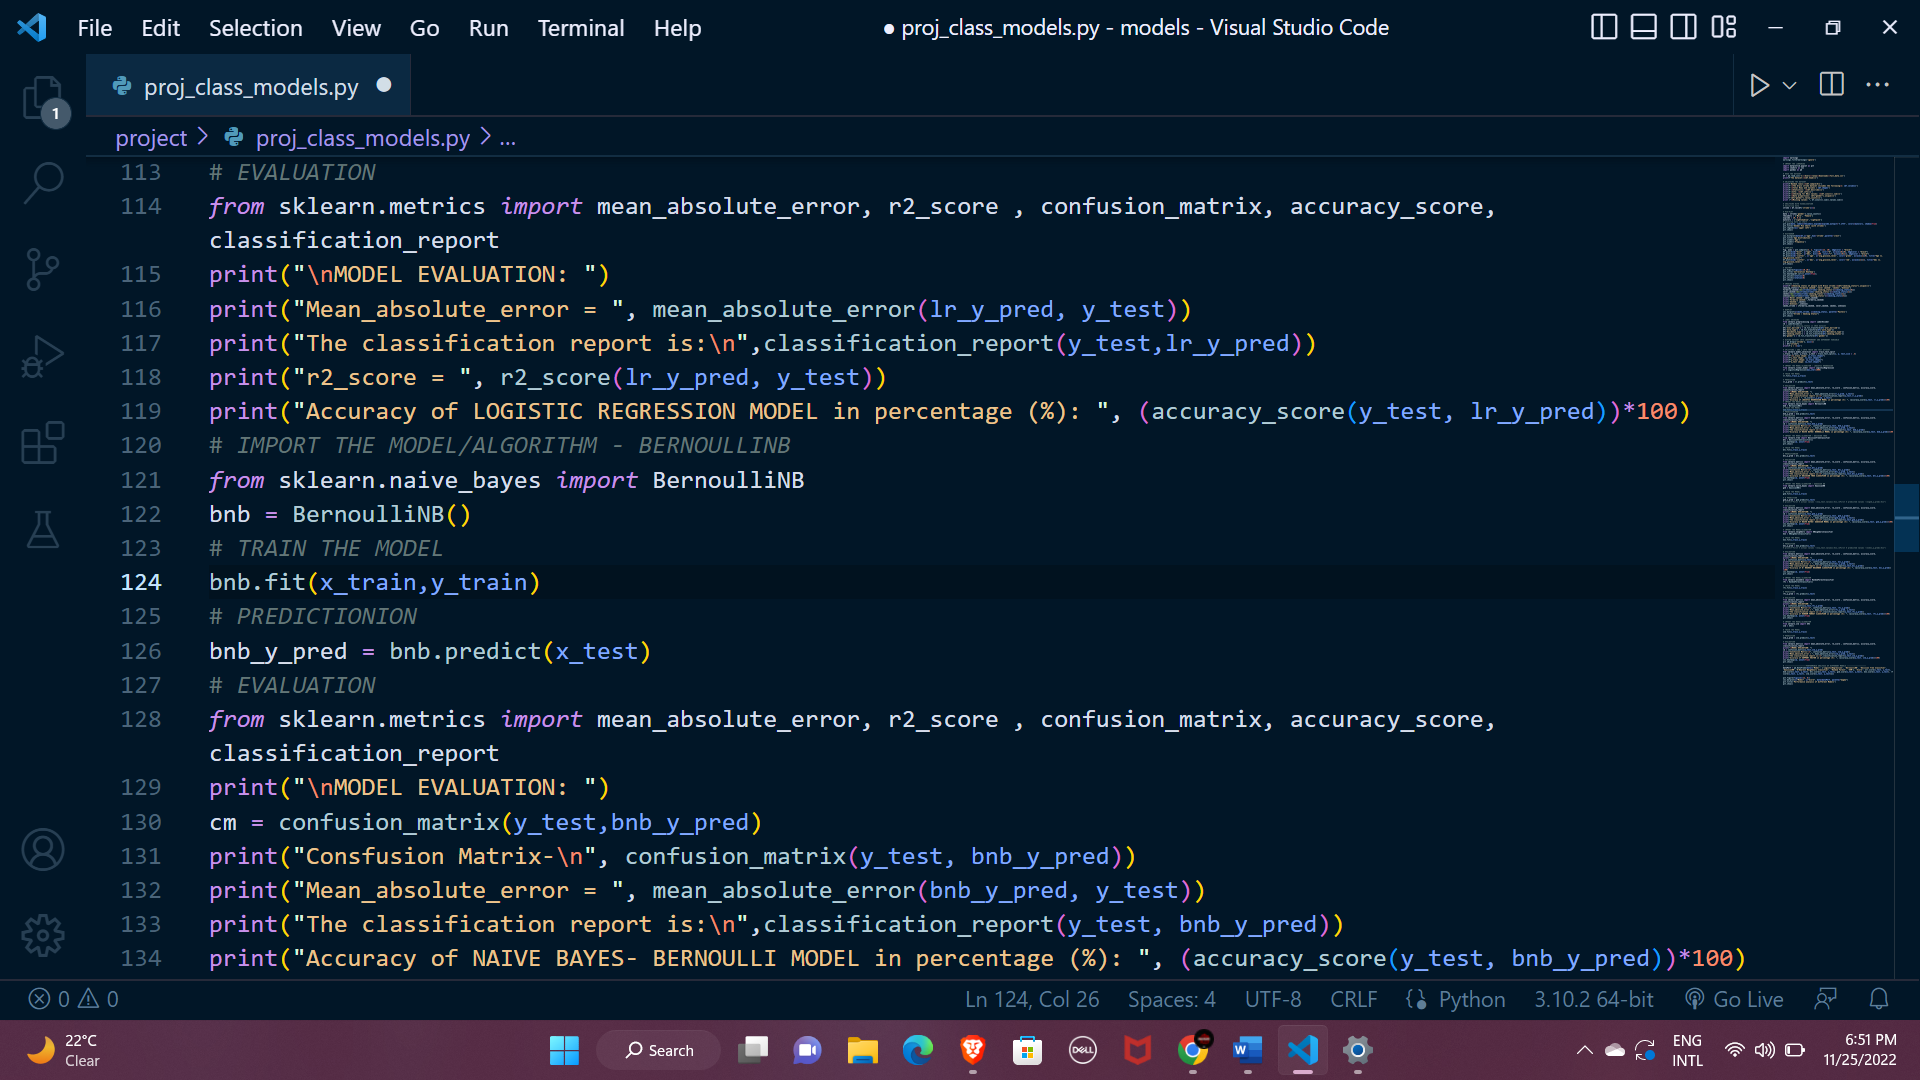 File Edit Selection View Go Run Terminal Help
● proj_class_models.py - models - Visual Studio Code
proj_class_models.py
1
project > proj_class_models.py > ...
113 # EVALUATION
114 from sklearn.metrics import mean_absolute_error, r2_score , confusion_matrix, accuracy_score,
classification_report
115 print("\nMODEL EVALUATION: ")
116 print("Mean_absolute_error = ", mean_absolute_error(lr_y_pred, y_test))
117 print("The classification report is:\n",classification_report(y_test,lr_y_pred))
118 print("r2_score = ", r2_score(lr_y_pred, y_test))
119 print("Accuracy of LOGISTIC REGRESSION MODEL in percentage (%): ", (accuracy_score(y_test, lr_y_pred))*100)
120 # IMPORT THE MODEL/ALGORITHM - BERNOULLINB
121 from sklearn.naive_bayes import BernoulliNB
122 bnb = BernoulliNB()
123 # TRAIN THE MODEL
124 bnb.fit(x_train,y_train)
125 # PREDICTIONION
126 bnb_y_pred = bnb.predict(x_test)
127 # EVALUATION
128 from sklearn.metrics import mean_absolute_error, r2_score , confusion_matrix, accuracy_score,
classification_report
129 print("\nMODEL EVALUATION: ")
130 cm = confusion_matrix(y_test,bnb_y_pred)
131 print("Consfusion Matrix-\n", confusion_matrix(y_test, bnb_y_pred))
132 print("Mean_absolute_error = ", mean_absolute_error(bnb_y_pred, y_test))
133 print("The classification report is:\n",classification_report(y_test, bnb_y_pred))
134 print("Accuracy of NAIVE BAYES- BERNOULLI MODEL in percentage (%): ", (accuracy_score(y_test, bnb_y_pred))*100)
0 0 Ln 124, Col 26 Spaces: 4 UTF-8 CRLF Python 3.10.2 64-bit Go Live
22°C
Clear
Search
DELL
ENG
INTL
6:51 PM
11/25/2022